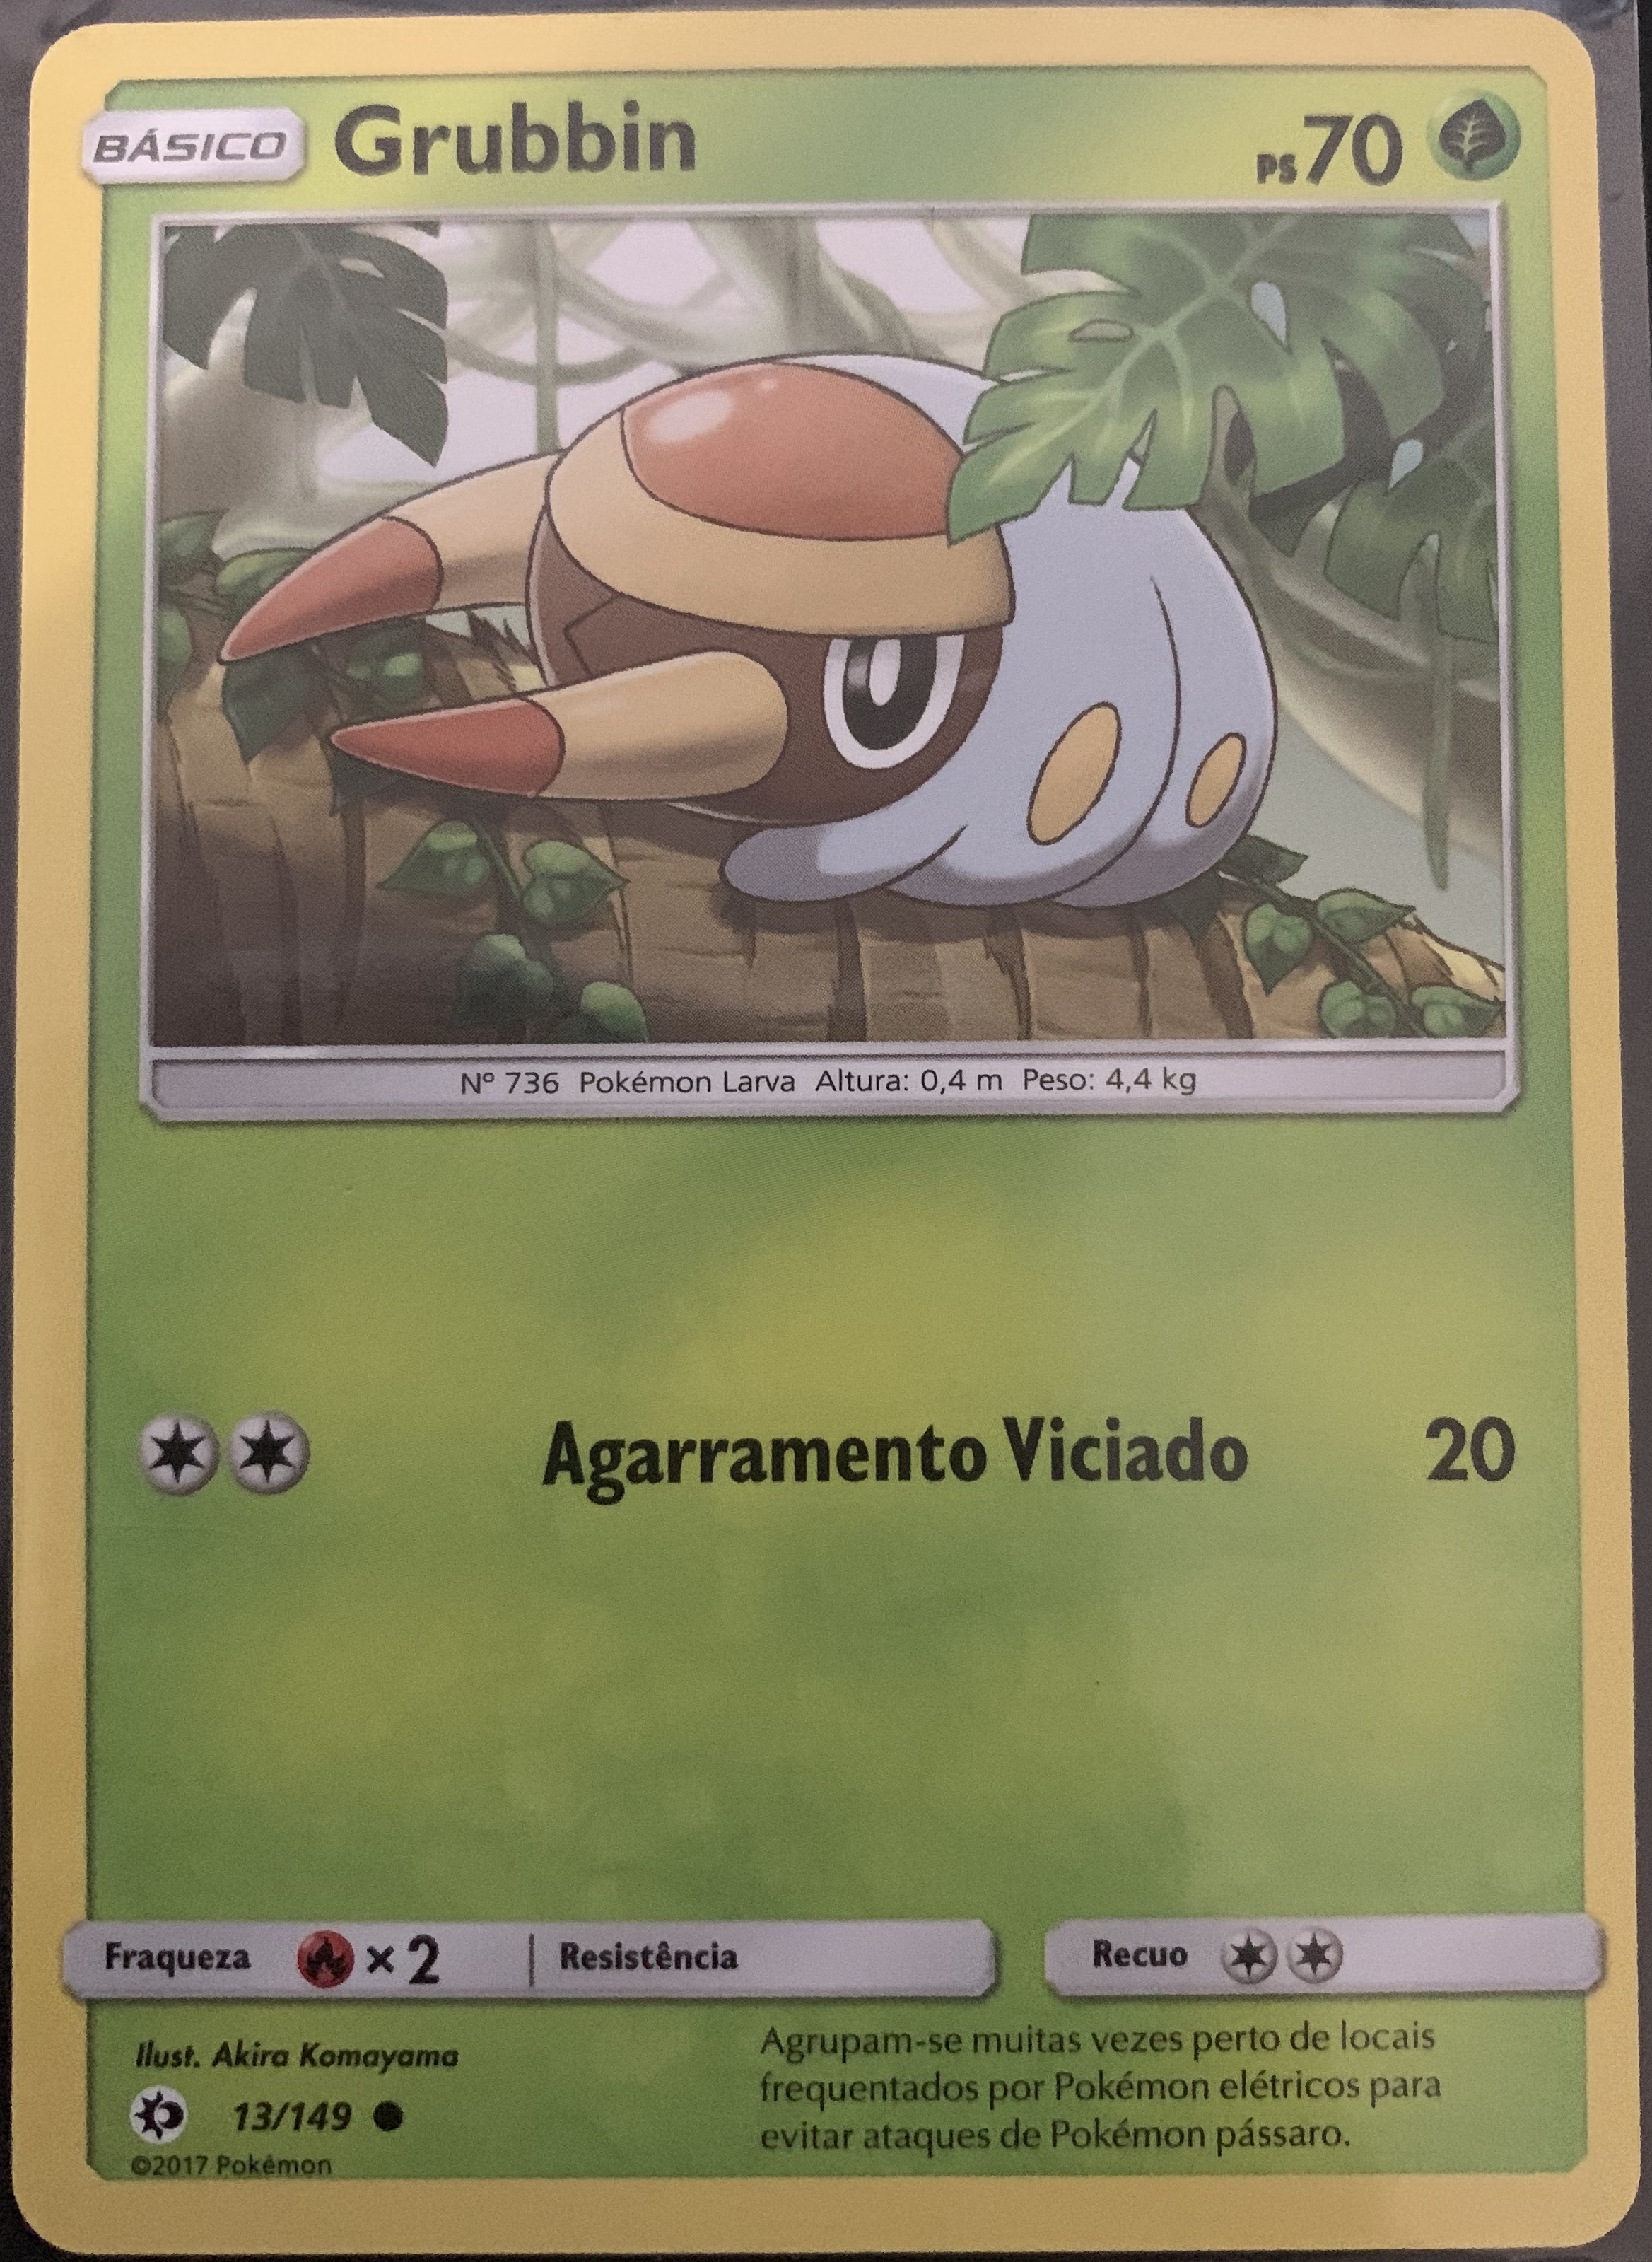 BÁSICO Grubbin PS 70
Nº 736 Pokémon Larva Altura: 0,4 m Peso: 4,4 kg
Agarramento Viciado 20
Fraqueza ×2 Resistência Recuo
Ilust. Akira Komayama
13/149
©2017 Pokémon
Agrupam-se muitas vezes perto de locais
frequentados por Pokémon elétricos para
evitar ataques de Pokémon pássaro.